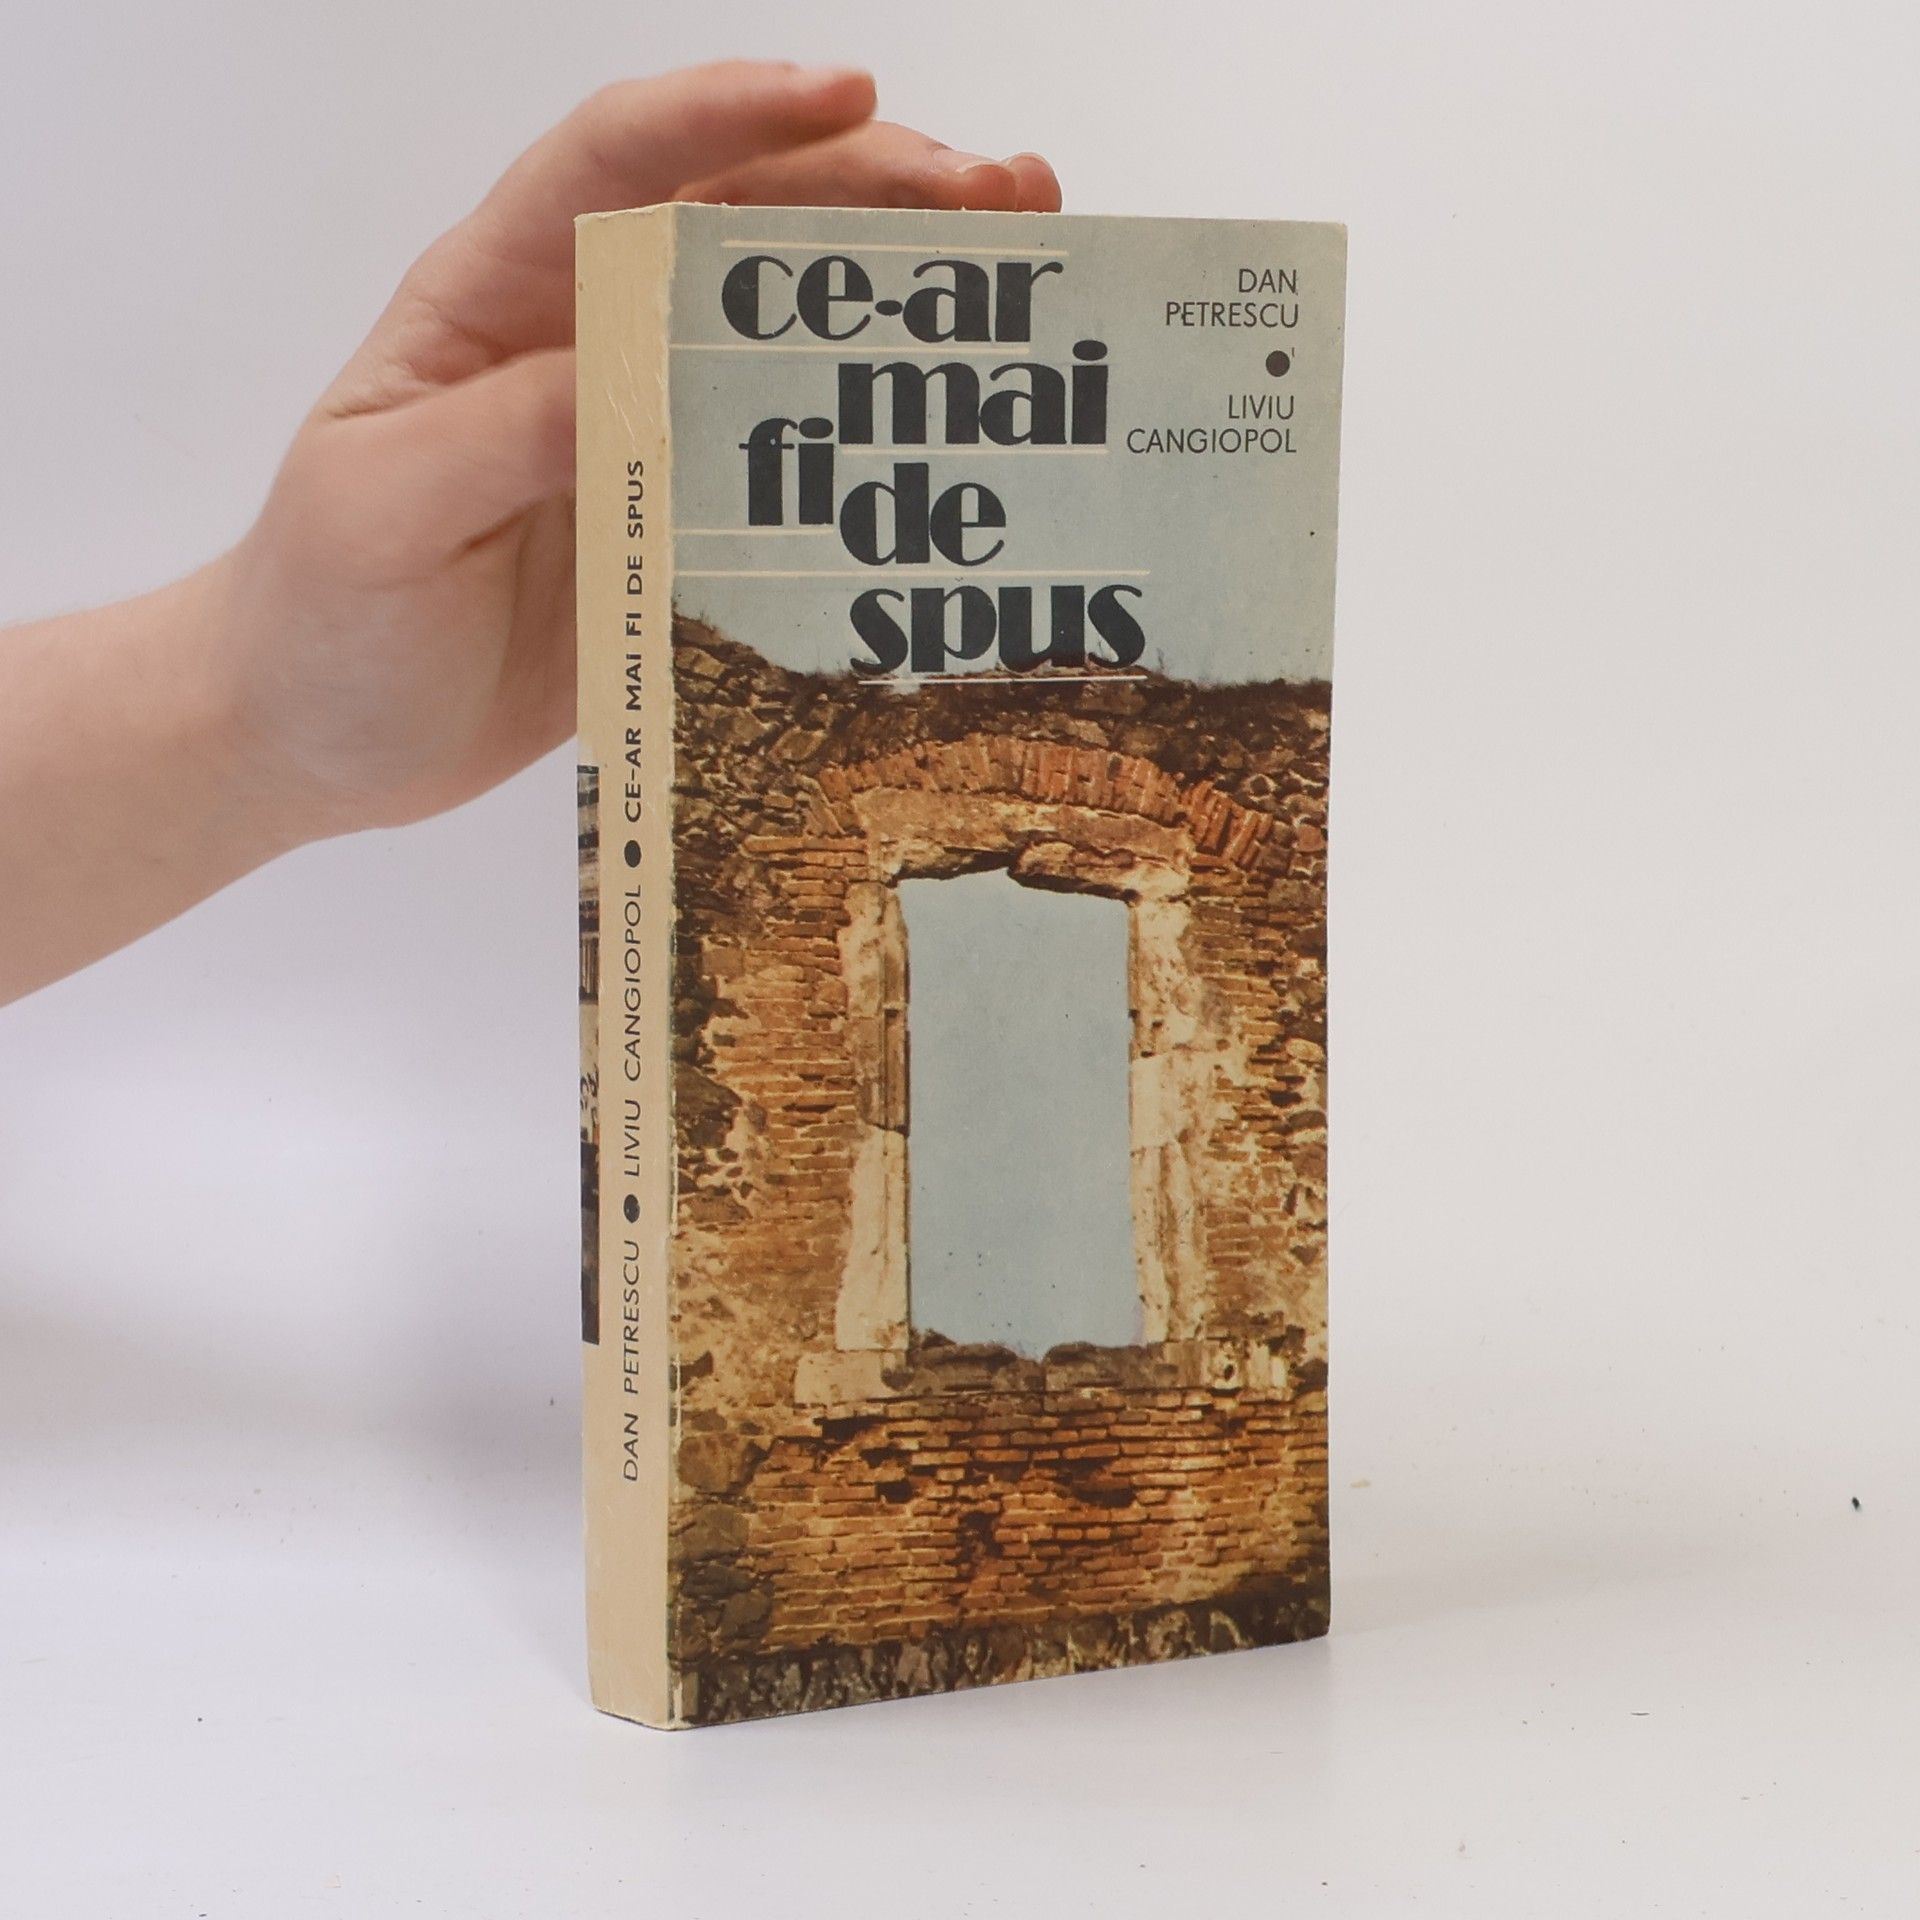 ce-ar
mai
fi de
spus
DAN
PETRESCU
●
LIVIU
CANGIOPOL
DAN PETRESCU ● LIVIU CANGIOPOL ● CE-AR MAI FI DE SPUS